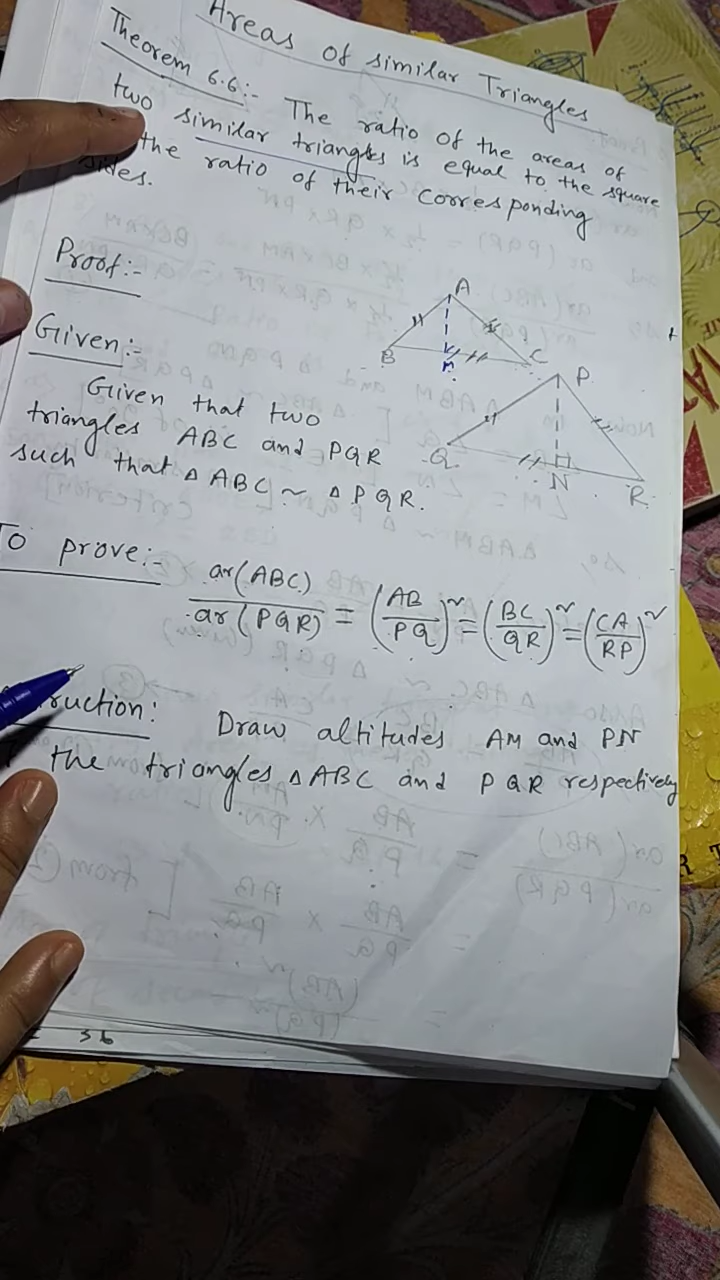 Areas of similar Triangles
Theorem 6.6:- The ratio of the areas of
two similar triangles is equal to the square
the ratio of their corresponding
sides.
Proof:-
A
B
M
C
P
Q
N
R
Given:-
Given that two
triangles ABC and PQR
such that △ABC ~ △PQR.
To prove:- ar(ABC)/ar(PQR) = (AB/PQ)² = (BC/QR)² = (CA/RP)²
ruction: Draw altitudes AM and PN
the triangles △ABC and PQR respectively
36